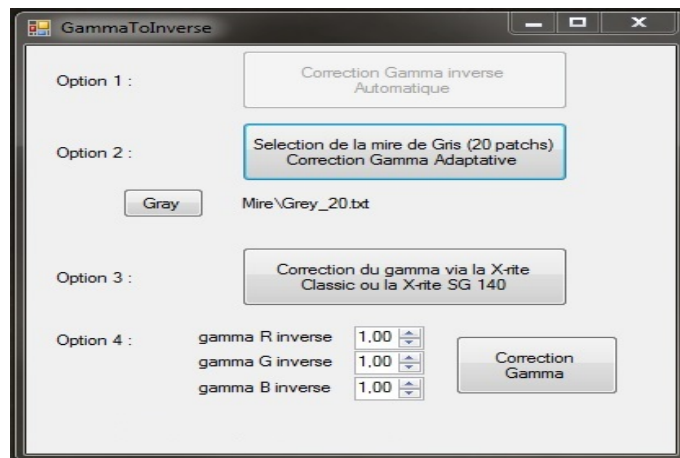 GammaToInverse
Option 1 :
Correction Gamma inverse
Automatique
Option 2 :
Selection de la mire de Gris (20 patchs)
Correction Gamma Adaptative
Gray
Mire\Grey_20.txt
Option 3 :
Correction du gamma via la X-rite
Classic ou la X-rite SG 140
Option 4 :
gamma R inverse 1,00
gamma G inverse 1,00
gamma B inverse 1,00
Correction
Gamma